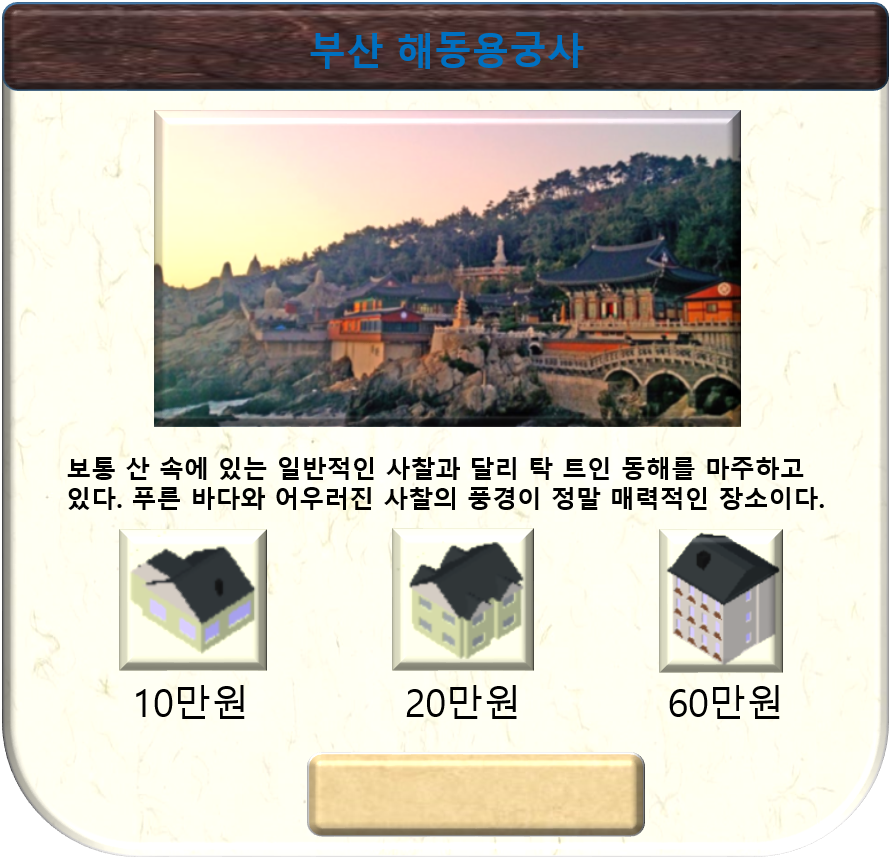 부산 해동용궁사
보통 산 속에 있는 일반적인 사찰과 달리 탁 트인 동해를 마주하고
있다. 푸른 바다와 어우러진 사찰의 풍경이 정말 매력적인 장소이다.
10만원 20만원 60만원